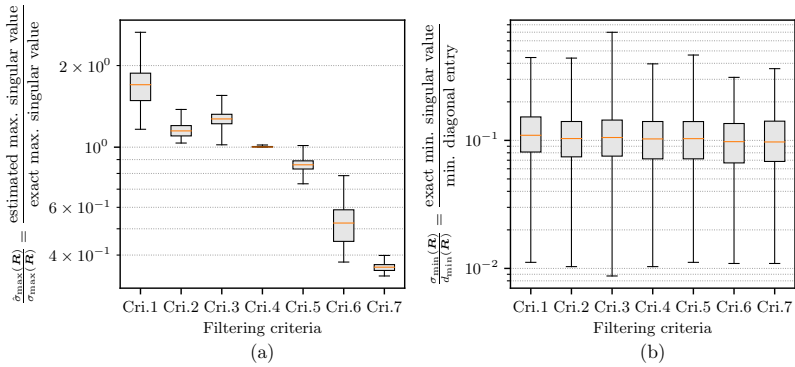 σ̂max(R)/σmax(R) = estimated max. singular value / exact max. singular value
2 × 10⁰
10⁰
6 × 10⁻¹
4 × 10⁻¹
Cri.1 Cri.2 Cri.3 Cri.4 Cri.5 Cri.6 Cri.7
Filtering criteria
(a)
σmin(R)/dmin(R) = exact min. singular value / min. diagonal entry
10⁻¹
10⁻²
Cri.1 Cri.2 Cri.3 Cri.4 Cri.5 Cri.6 Cri.7
Filtering criteria
(b)